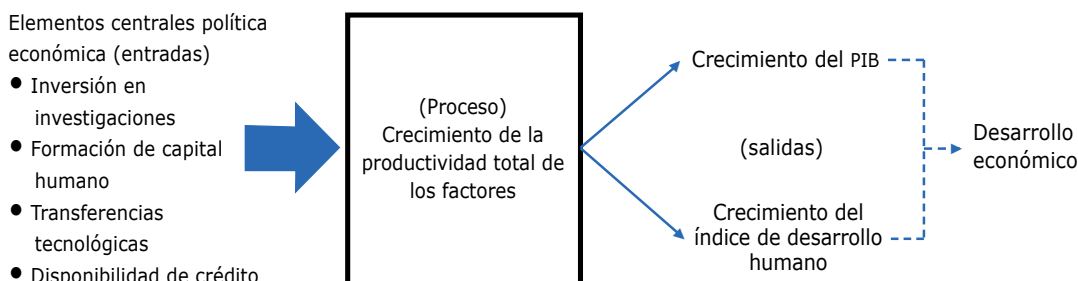 Elementos centrales política
económica (entradas)
• Inversión en
investigaciones
• Formación de capital
humano
• Transferencias
tecnológicas
• Disponibilidad de crédito
(Proceso)
Crecimiento de la
productividad total de
los factores
Crecimiento del PIB
(salidas)
Crecimiento del
índice de desarrollo
humano
Desarrollo
económico